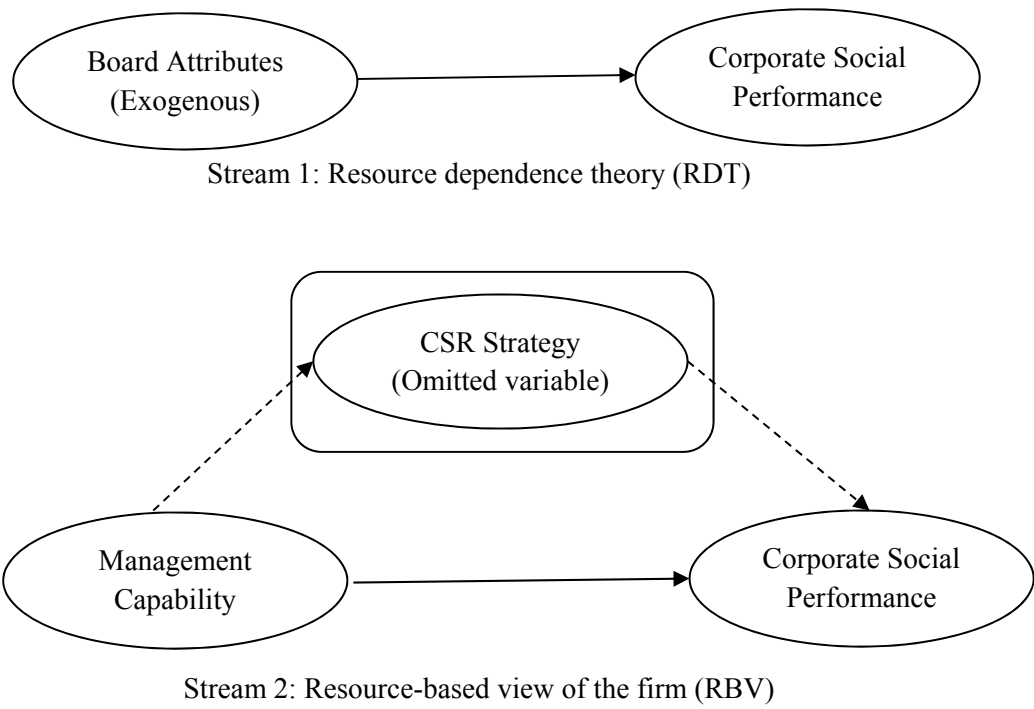 Board Attributes
(Exogenous)
Corporate Social
Performance
Stream 1: Resource dependence theory (RDT)
CSR Strategy
(Omitted variable)
Management
Capability
Corporate Social
Performance
Stream 2: Resource-based view of the firm (RBV)